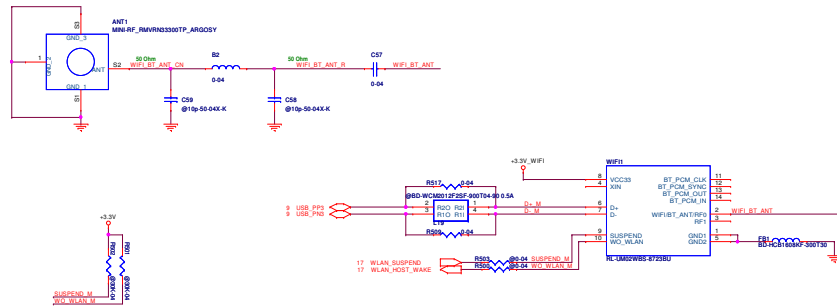 ANT1
MINI-RF_RMVRN33300TP_ARGOSY
S3
GND_3
1
GND_2
ANT
S2
GND_1
S1
50 Ohm
WIFI_BT_ANT_CN
B2
0-04
50 Ohm
WIFI_BT_ANT_R
C57
0-04
WIFI_BT_ANT
C59
@10p-50-04X-K
C58
@10p-50-04X-K
+3.3V_WIFI
WIFI1
8 VCC33
4 XIN
6 D+
7 D-
9 SUSPEND
10 WO_WLAN
BT_PCM_CLK 11
BT_PCM_SYNC 12
BT_PCM_OUT 13
BT_PCM_IN 14
WIFI/BT_ANT/RF0 2
RF1 3
GND1 1
GND2 5
RL-UM02WBS-8723BU
WIFI_BT_ANT
FB1
BD-HCB1608KF-300T30
R517 0-04
@BD-WCM2012F2SF-900T04-90 0.5A
9 USB_PP3
9 USB_PN3
2 R2O R2I 1
3 R1O R1I 4
L19
D+_M
D-_M
R509 0-04
17 WLAN_SUSPEND
17 WLAN_HOST_WAKE
R503 @0-04 SUSPEND_M
R500 @0-04 WO_WLAN_M
+3.3V
R502
R501
SUSPEND_M
WO_WLAN_M